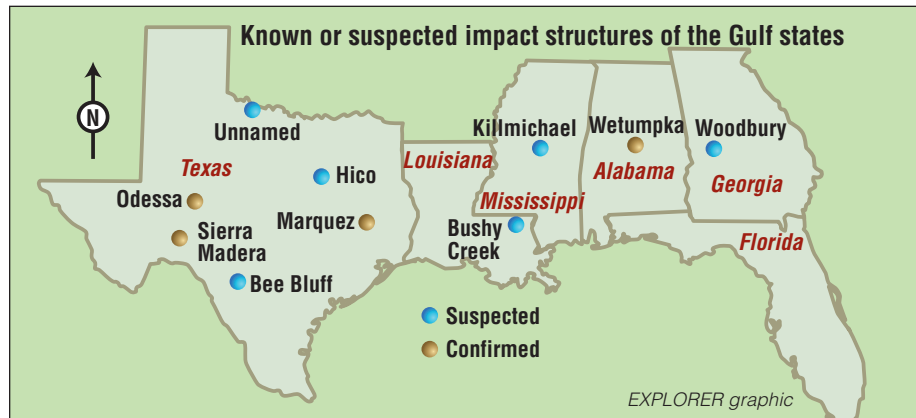 Known or suspected impact structures of the Gulf states
N
Unnamed
Killmichael
Wetumpka
Woodbury
Texas
Hico
Louisiana
Alabama
Georgia
Odessa
Mississippi
Sierra
Madera
Marquez
Bushy
Creek
Florida
Bee Bluff
Suspected
Confirmed
EXPLORER graphic